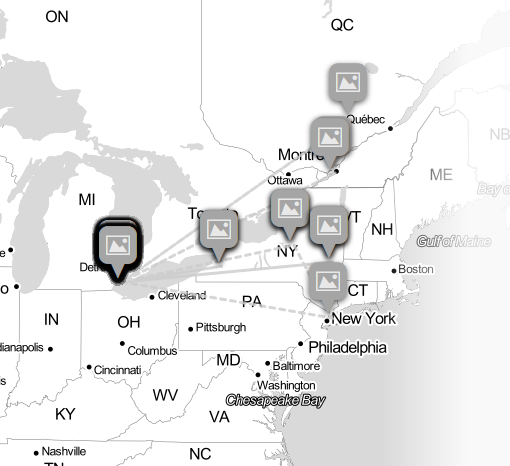 ON
QC
Québec
NB
Montre
ME
Ottawa
MI
To
VT
NH
Bay o
Gulf of Maine
NY
Detr
Boston
CT
Cleveland
PA
New York
IN
OH
Pittsburgh
Philadelphia
dianapolis
Columbus
MD
Baltimore
Cincinnati
Washington
WV
Chesapeake Bay
KY
VA
Nashville
NC
TN